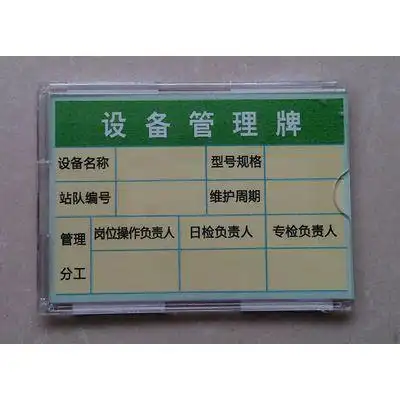 设备管理牌
设备名称 型号规格
站队编号 维护周期
管理 岗位操作负责人 日检负责人 专检负责人
分工